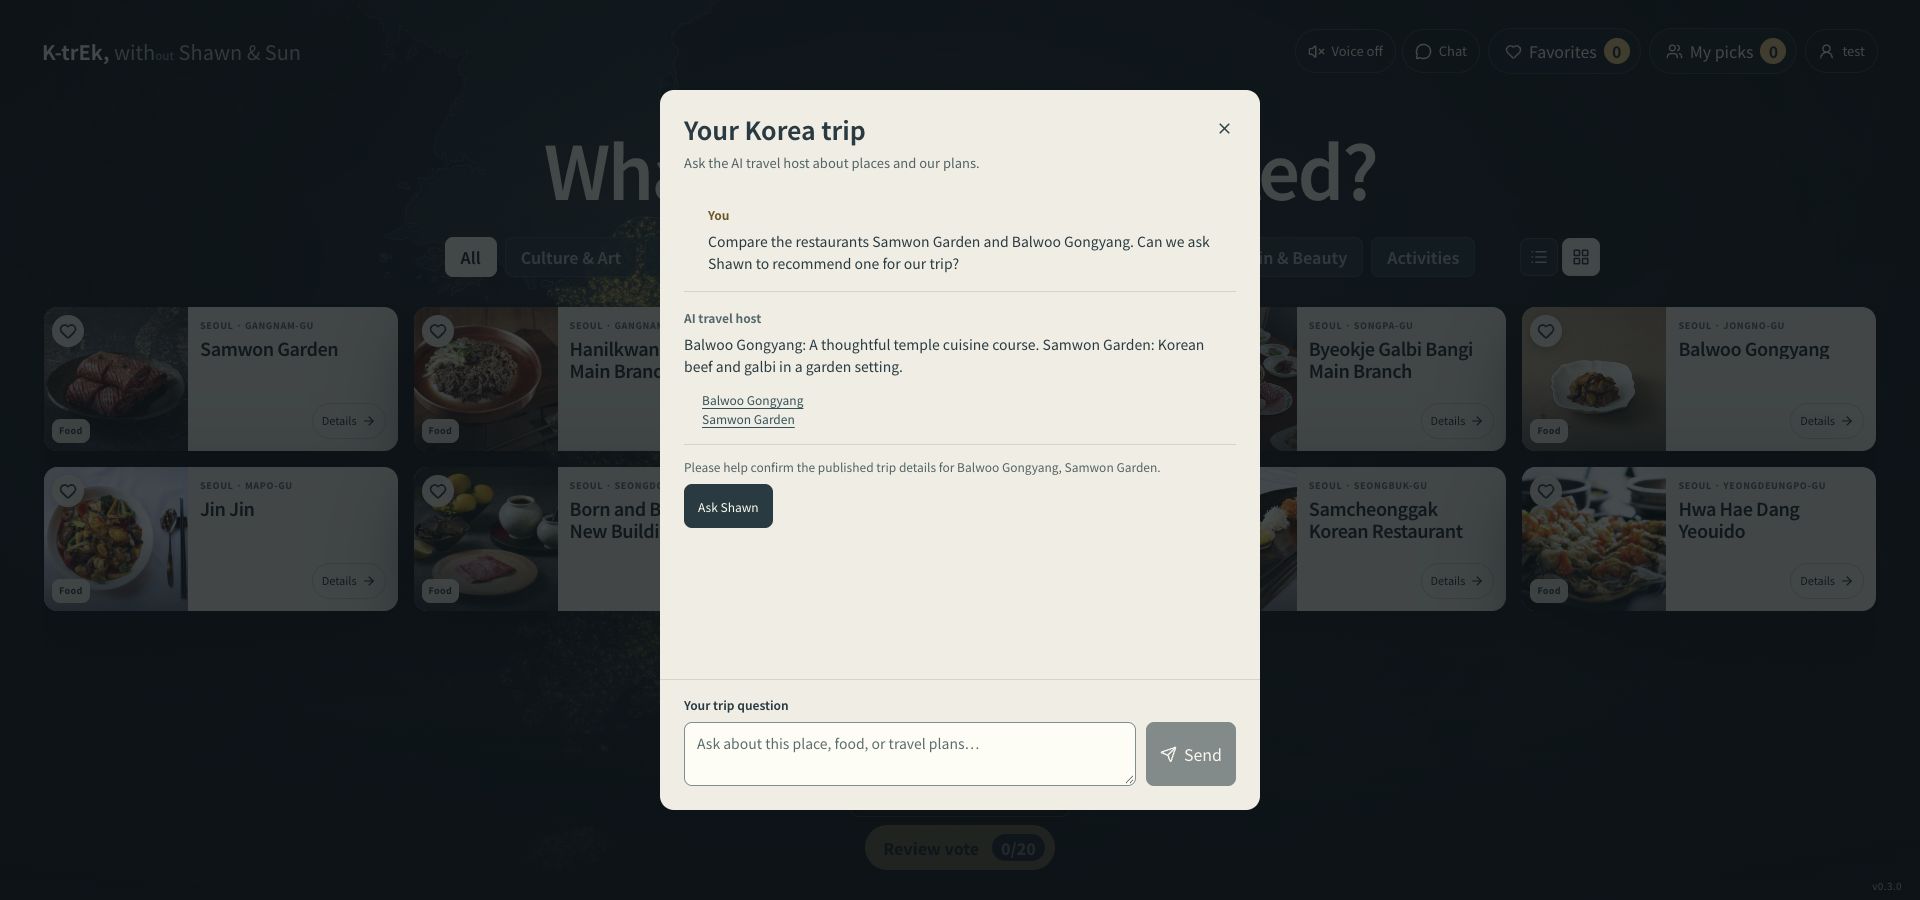 K-trEk, without Shawn & Sun
Voice off
Chat
Favorites 0
My picks 0
test
Your Korea trip
Ask the AI travel host about places and our plans.
You
Compare the restaurants Samwon Garden and Balwoo Gongyang. Can we ask
Shawn to recommend one for our trip?
AI travel host
Balwoo Gongyang: A thoughtful temple cuisine course. Samwon Garden: Korean
beef and galbi in a garden setting.
Balwoo Gongyang
Samwon Garden
Please help confirm the published trip details for Balwoo Gongyang, Samwon Garden.
Ask Shawn
Your trip question
Ask about this place, food, or travel plans…
Send
All
Culture & Art
& Beauty
Activities
SEOUL · GANGNAM-GU
Samwon Garden
Food
Details
SEOUL
Hanilkwan
Main
Food
SEOUL · SONGPA-GU
Byeokje Galbi Bangi
Main Branch
Details
SEOUL · JONGNO-GU
Balwoo Gongyang
Food
Details
SEOUL · MAPO-GU
Jin Jin
Food
Details
SEOUL
Born and
New
Food
SEOUL · SEONGBUK-GU
Samcheonggak
Korean Restaurant
Details
SEOUL · YEONGDEUNGPO-GU
Hwa Hae Dang
Yeouido
Food
Details
Review vote 0/20
v0.3.0